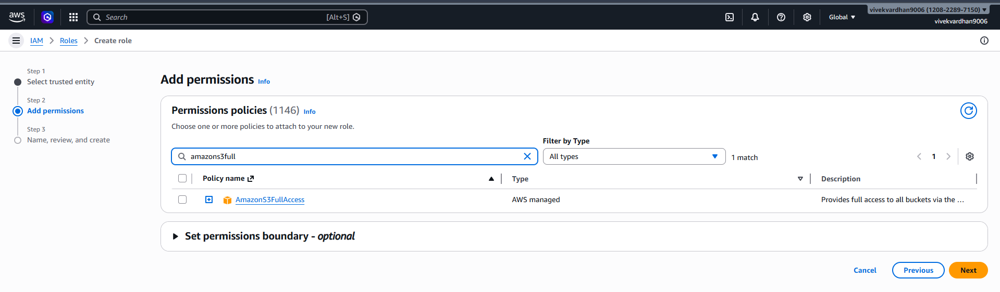 aws
Search
[Alt+S]
Global
vivekvardhan9006 (1208-2289-7150)
vivekvardhan9006
IAM
Roles
Create role
Step 1
Select trusted entity
Step 2
Add permissions
Step 3
Name, review, and create
Add permissions Info
Permissions policies (1146) Info
Choose one or more policies to attach to your new role.
Filter by Type
amazons3full
All types
1 match
1
Policy name
Type
Description
AmazonS3FullAccess
AWS managed
Provides full access to all buckets via the ...
Set permissions boundary - optional
Cancel
Previous
Next